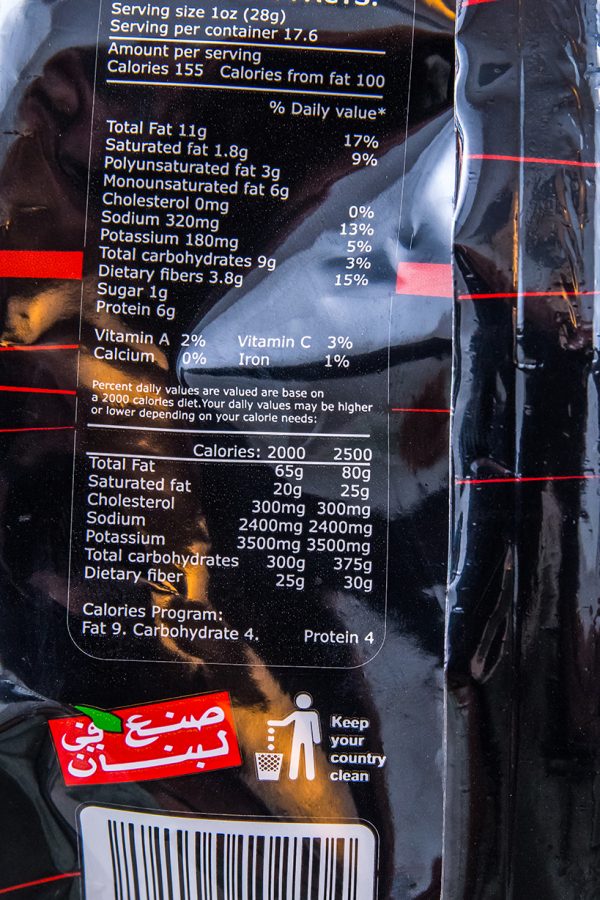 Serving size 1oz (28g)
Serving per container 17.6
Amount per serving
Calories 155 Calories from fat 100
% Daily value*
Total Fat 11g 17%
Saturated fat 1.8g 9%
Polyunsaturated fat 3g
Monounsaturated fat 6g
Cholesterol 0mg 0%
Sodium 320mg 13%
Potassium 180mg 5%
Total carbohydrates 9g 3%
Dietary fibers 3.8g 15%
Sugar 1g
Protein 6g
Vitamin A 2% Vitamin C 3%
Calcium 0% Iron 1%
Percent daily values are valued are base on
a 2000 calories diet.Your daily values may be higher
or lower depending on your calorie needs:
Calories: 2000 2500
Total Fat 65g 80g
Saturated fat 20g 25g
Cholesterol 300mg 300mg
Sodium 2400mg 2400mg
Potassium 3500mg 3500mg
Total carbohydrates 300g 375g
Dietary fiber 25g 30g
Calories Program:
Fat 9. Carbohydrate 4. Protein 4
صنع في
لبنان
Keep
your
country
clean